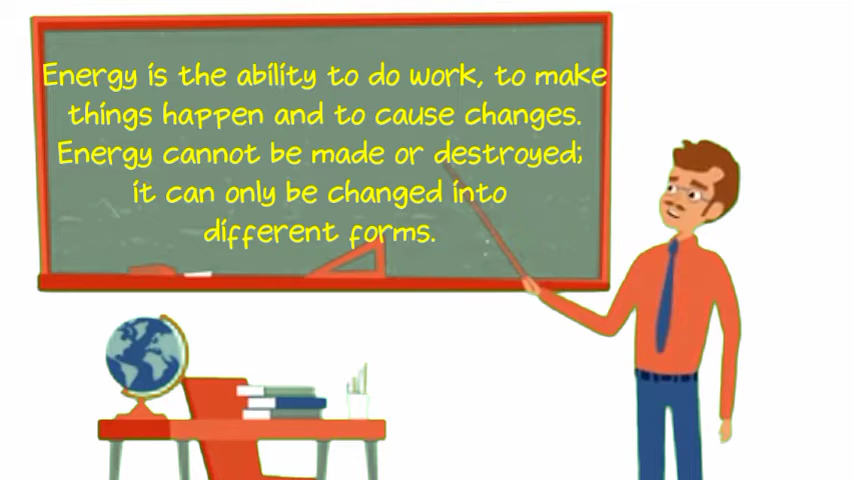 Energy is the ability to do work, to make
things happen and to cause changes.
Energy cannot be made or destroyed;
it can only be changed into
different forms.